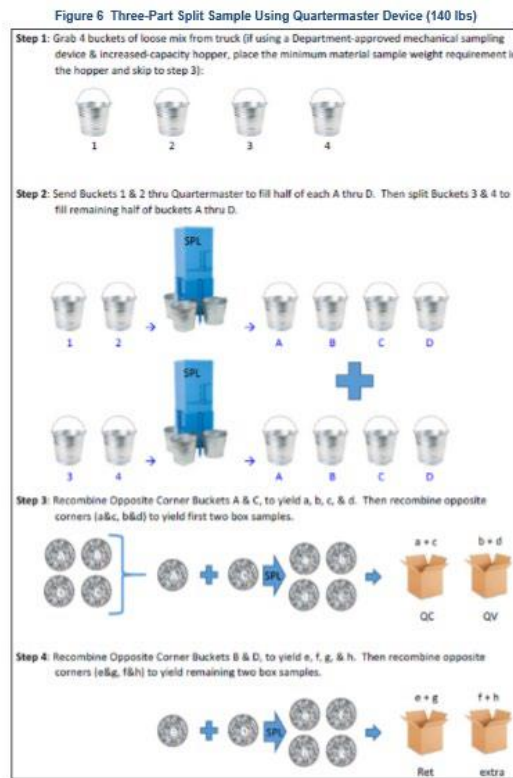 Figure 6 Three-Part Split Sample Using Quartermaster Device (140 lbs)
Step 1: Grab 4 buckets of loose mix from truck (if using a Department-approved mechanical sampling
device & increased-capacity hopper, place the minimum material sample weight requirement i
the hopper and skip to step 3):
1 2 3 4
Step 2: Send Buckets 1 & 2 thru Quartermaster to fill half of each A thru D. Then split Buckets 3 & 4 to
fill remaining half of buckets A thru D.
SPL
1 2 A B C D
SPL
3 4 A B C D
Step 3: Recombine Opposite Corner Buckets A & C, to yield a, b, c, & d. Then recombine opposite
corners (a&c, b&d) to yield first two box samples.
a + c b + d
SPL
QC QV
Step 4: Recombine Opposite Corner Buckets B & D, to yield e, f, g, & h. Then recombine opposite
corners (e&g, f&h) to yield remaining two box samples.
e + g f + h
SPL
Ret extra